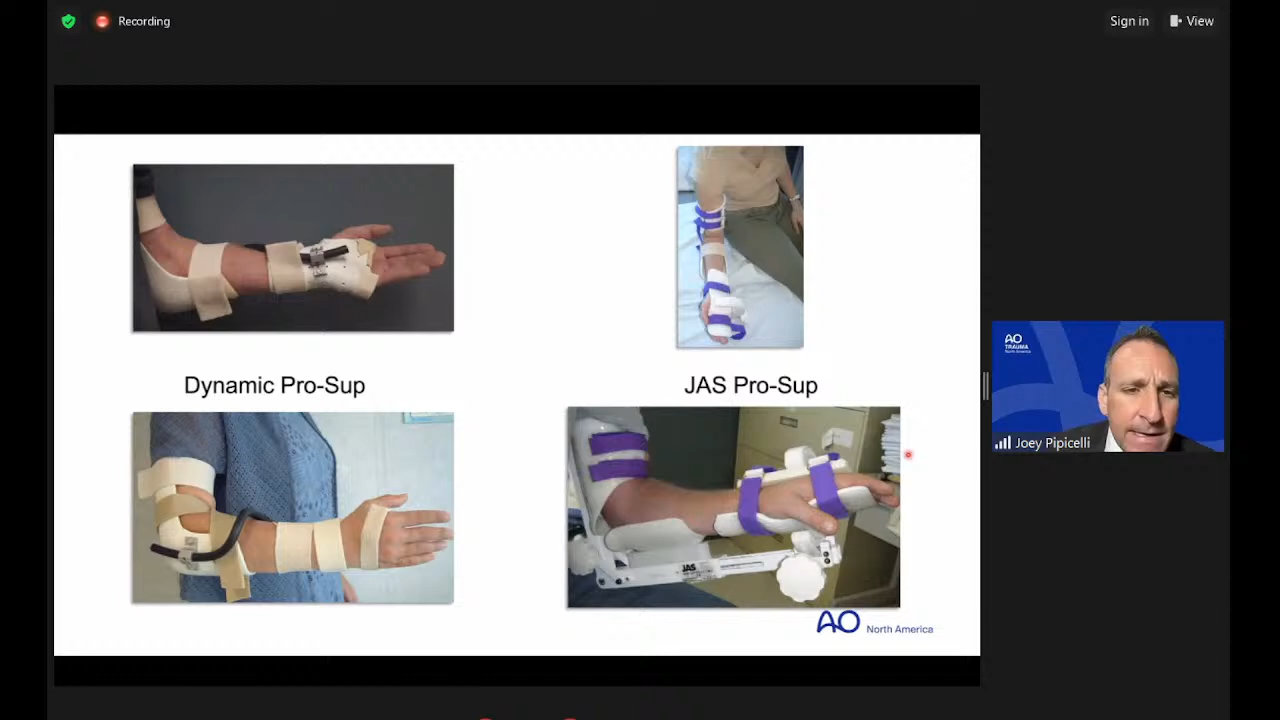 Recording
Sign in
View
Dynamic Pro-Sup
JAS Pro-Sup
JAS
AO
North America
AO
TRAUMA
North America
Joey Pipicelli